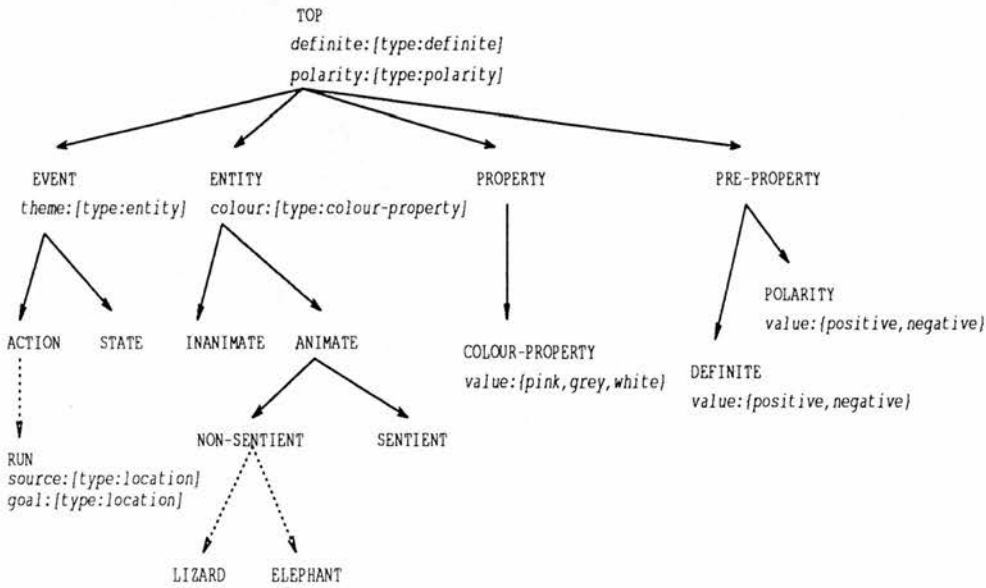 TOP
definite:[type:definite]
polarity:[type:polarity]
EVENT
theme:[type:entity]
ENTITY
colour:[type:colour-property]
PROPERTY
PRE-PROPERTY
ACTION
STATE
INANIMATE
ANIMATE
COLOUR-PROPERTY
value:{pink,grey,white}
POLARITY
value:{positive,negative}
DEFINITE
value:{positive,negative}
RUN
source:[type:location]
goal:[type:location]
NON-SENTIENT
SENTIENT
LIZARD
ELEPHANT